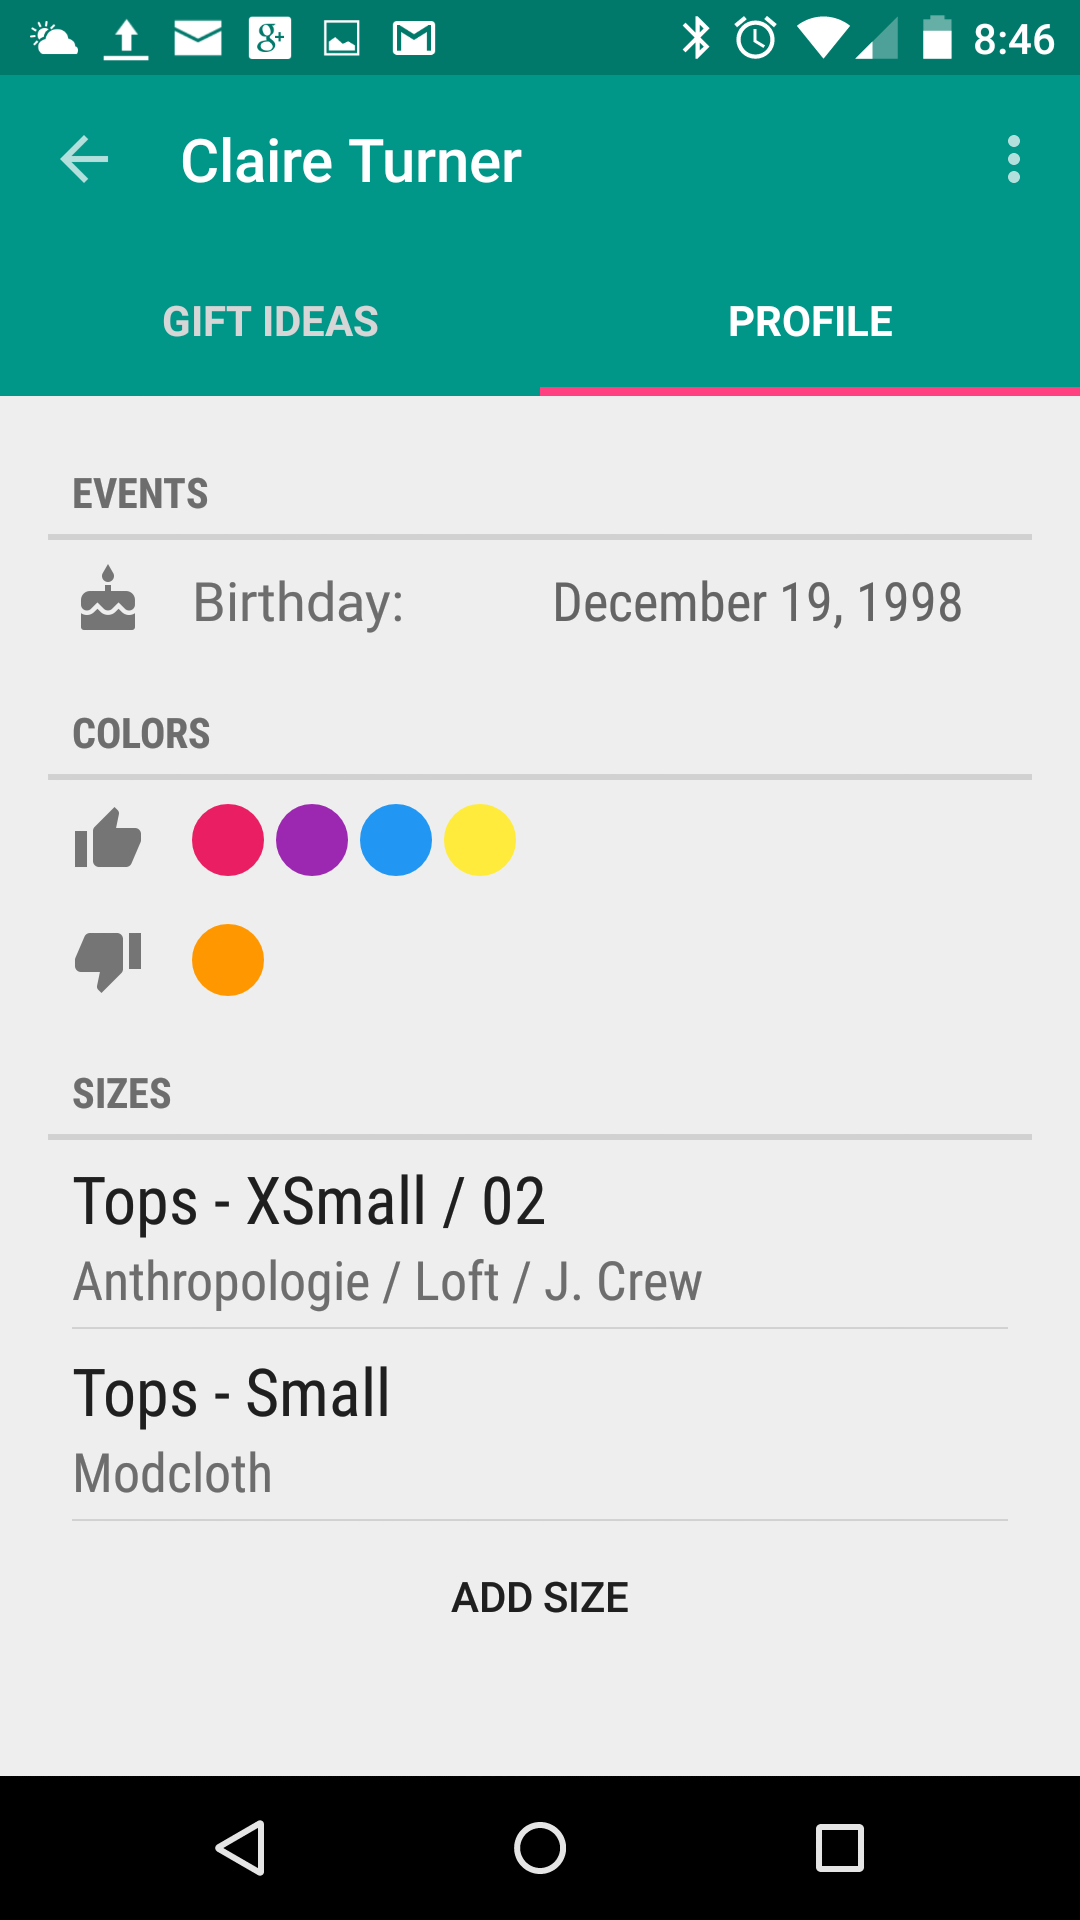 8:46
Claire Turner
GIFT IDEAS
PROFILE
EVENTS
Birthday: December 19, 1998
COLORS
SIZES
Tops - XSmall / 02
Anthropologie / Loft / J. Crew
Tops - Small
Modcloth
ADD SIZE